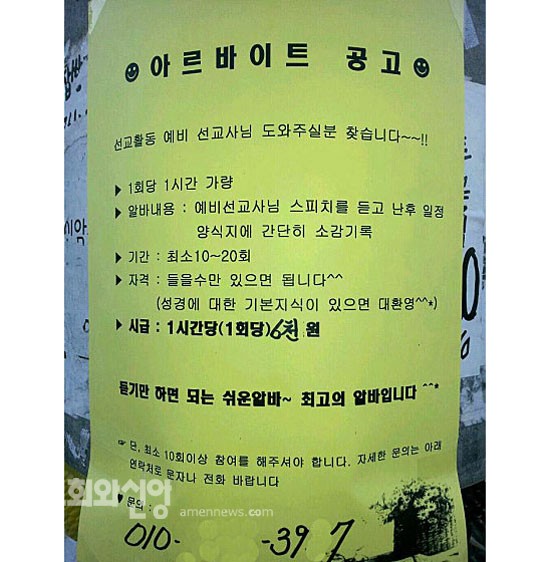 ☻아르바이트 공고☻
선교활동 예비 선교사님 도와주실분 찾습니다~~!!
▶ 1회당 1시간 가량
▶ 알바내용 : 예비선교사님 스피치를 듣고 난후 일정
양식지에 간단히 소감기록
▶ 기간 : 최소10~20회
▶ 자격 : 들을수만 있으면 됩니다^^
(성경에 대한 기본지식이 있으면 대환영^^*)
▶ 시급 : 1시간당(1회당)6천 원
듣기만 하면 되는 쉬운알바~ 최고의 알바입니다 ^^*
☞ 단, 최소 10회이상 참여를 해주셔야 합니다. 자세한 문의는 아래
연락처로 문자나 전화 바랍니다
♥ 문의 :
교회와신앙
amennews.com
010- -39 7